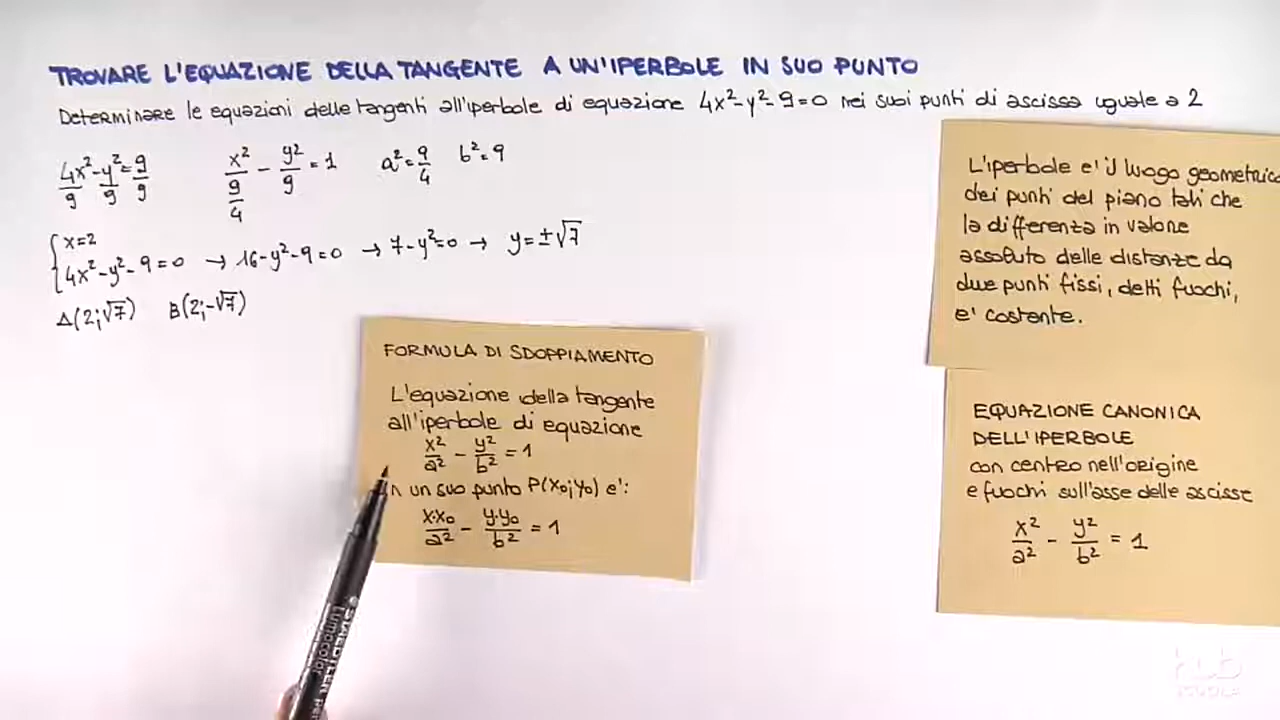 TROVARE L'EQUAZIONE DELLA TANGENTE A UN'IPERBOLE IN SUO PUNTO
Determinare le equazioni delle tangenti all'iperbole di equazione 4x²-y²-9=0 nei suoi punti di ascissa uguale a 2
4x²/9 - y²/9 = 9/9    x²/(9/4) - y²/9 = 1    a² = 9/4    b² = 9
{ x=2
{ 4x²-y²-9=0 → 16-y²-9=0 → 7-y²=0 → y=±√7
A(2;√7)    B(2;-√7)
FORMULA DI SDOPPIAMENTO
L'equazione della tangente
all'iperbole di equazione
x²/a² - y²/b² = 1
n un suo punto P(x₀;y₀) e':
x·x₀/a² - y·y₀/b² = 1
L'iperbole e' il luogo geometrico
dei punti del piano tali che
la differenza in valore
assoluto delle distanze da
due punti fissi, detti fuochi,
e' costante.
EQUAZIONE CANONICA
DELL'IPERBOLE
con centro nell'origine
e fuochi sull'asse delle ascisse
x²/a² - y²/b² = 1
STAEDTLER per
Lumocolor
hub
SCUOLA